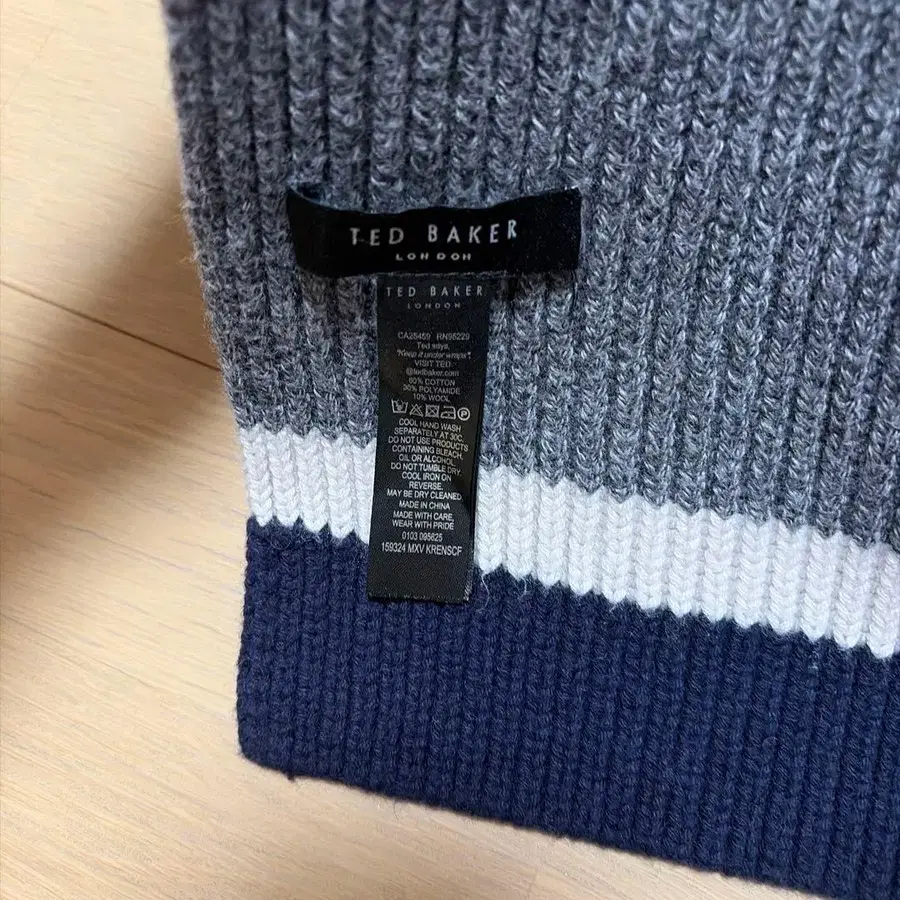 TED BAKER
LONDON
TED BAKER
LONDON
CA25459 RN95229
Ted says,
"Keep it under wraps".
VISIT TED
@tedbaker.com
60% COTTON
30% POLYAMIDE
10% WOOL
P
COOL HAND WASH
SEPARATELY AT 30C.
DO NOT USE PRODUCTS
CONTAINING BLEACH,
OIL OR ALCOHOL.
DO NOT TUMBLE DRY
COOL IRON ON
REVERSE.
MAY BE DRY CLEANED
MADE IN CHINA
MADE WITH CARE,
WEAR WITH PRIDE
0103 095625
159324 MXV KRENSCF